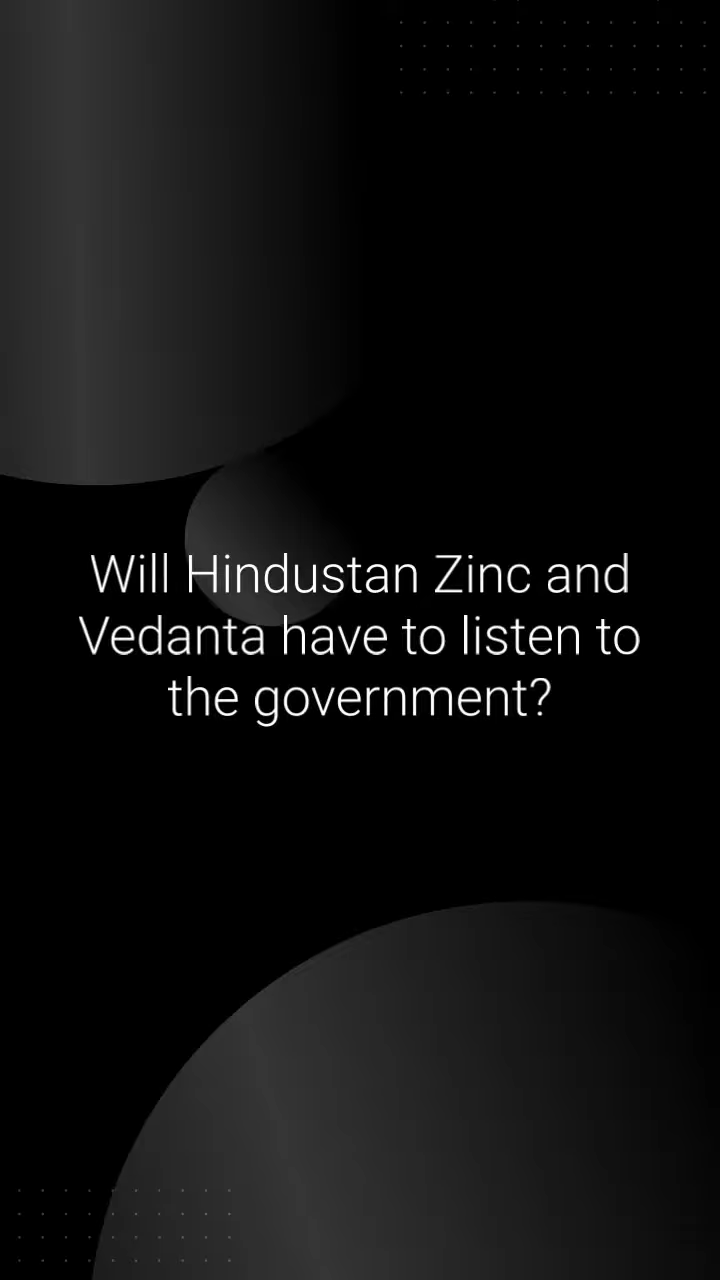 Will Hindustan Zinc and
Vedanta have to listen to
the government?